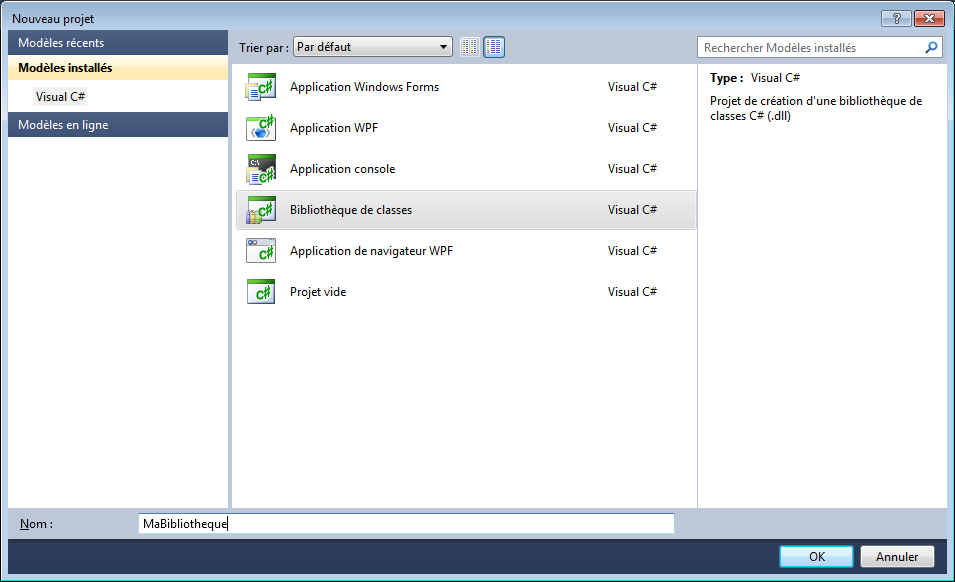 Nouveau projet
Modèles récents
Modèles installés
Visual C#
Modèles en ligne
Trier par : Par défaut
Rechercher Modèles installés
Application Windows Forms Visual C#
Application WPF Visual C#
Application console Visual C#
Bibliothèque de classes Visual C#
Application de navigateur WPF Visual C#
Projet vide Visual C#
Type : Visual C#
Projet de création d'une bibliothèque de
classes C# (.dll)
Nom : MaBibliotheque
OK Annuler